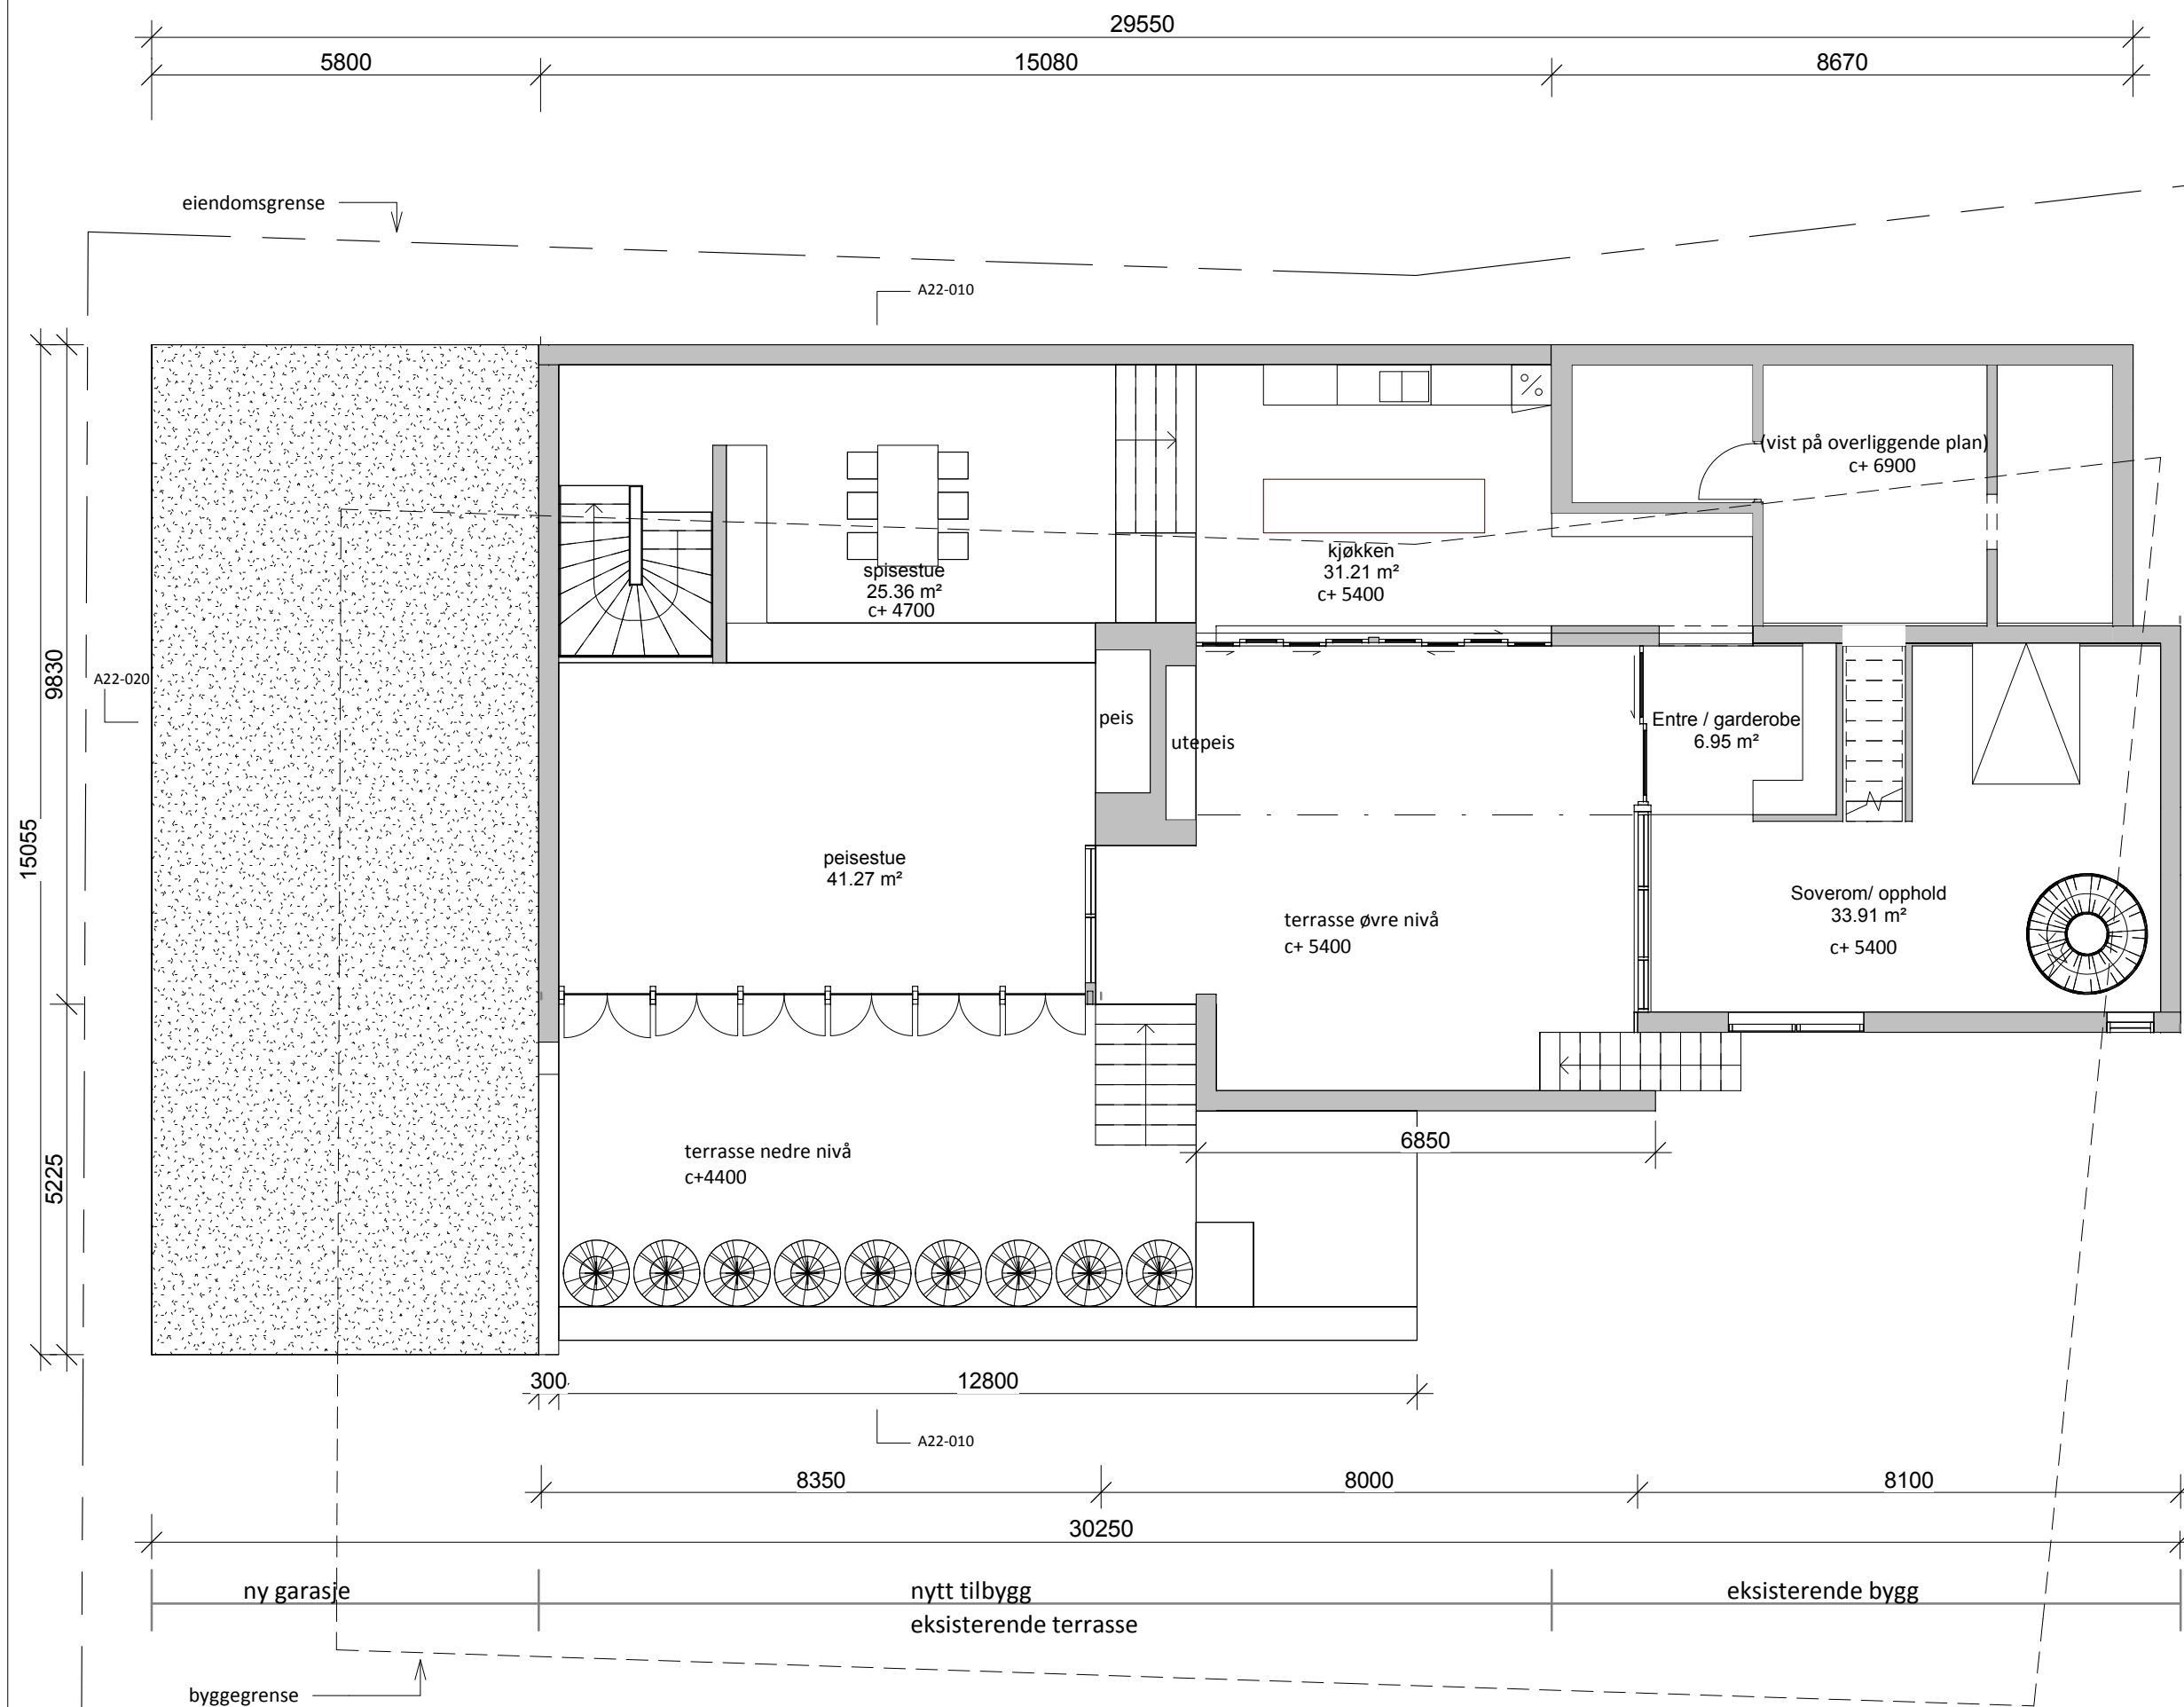 29550
5800
15080
8670
eiendomsgrense
A22-010
(vist på overliggende plan)
c+ 6900
kjøkken
31.21 m²
c+ 5400
spisestue
25.36 m²
c+ 4700
9830
A22-020
peis
utepeis
Entre / garderobe
6.95 m²
15055
peisestue
41.27 m²
terrasse øvre nivå
c+ 5400
Soverom/ opphold
33.91 m²
c+ 5400
5225
terrasse nedre nivå
c+4400
6850
300
12800
A22-010
8350
8000
8100
30250
ny garasje
nytt tilbygg
eksisterende bygg
eksisterende terrasse
byggegrense